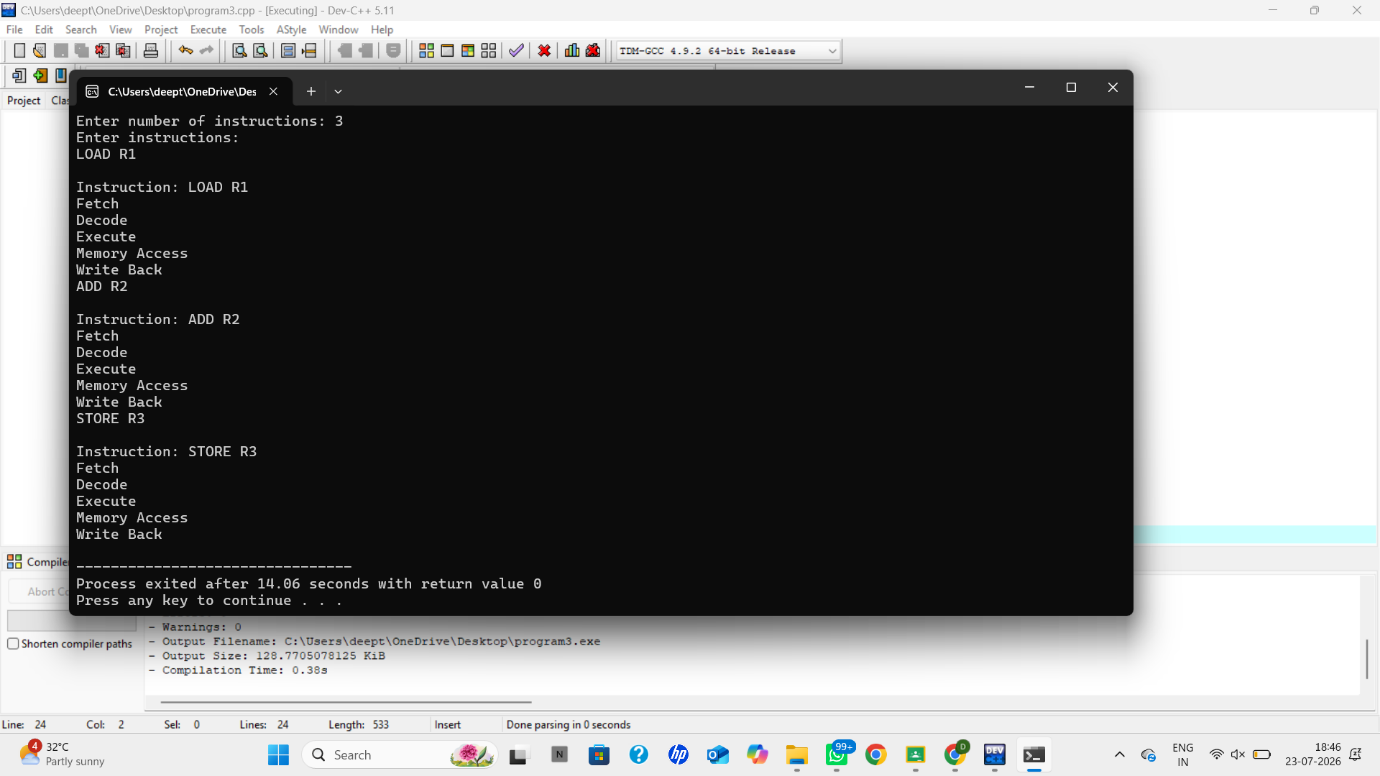 C:\Users\deept\OneDrive\Desktop\program3.cpp - [Executing] - Dev-C++ 5.11
File Edit Search View Project Execute Tools AStyle Window Help
TDM-GCC 4.9.2 64-bit Release
Project
C:\Users\deept\OneDrive\Des
Enter number of instructions: 3
Enter instructions:
LOAD R1
Instruction: LOAD R1
Fetch
Decode
Execute
Memory Access
Write Back
ADD R2
Instruction: ADD R2
Fetch
Decode
Execute
Memory Access
Write Back
STORE R3
Instruction: STORE R3
Fetch
Decode
Execute
Memory Access
Write Back
--------------------------------
Process exited after 14.06 seconds with return value 0
Press any key to continue . . .
Compiler
Abort
Shorten compiler paths
- Warnings: 0
- Output Filename: C:\Users\deept\OneDrive\Desktop\program3.exe
- Output Size: 128.7705078125 KiB
- Compilation Time: 0.38s
Line: 24 Col: 2 Sel: 0 Lines: 24 Length: 533 Insert Done parsing in 0 seconds
4
32°C
Partly sunny
Search
N
hp
99+
D
DEV
ENG
IN
18:46
23-07-2026